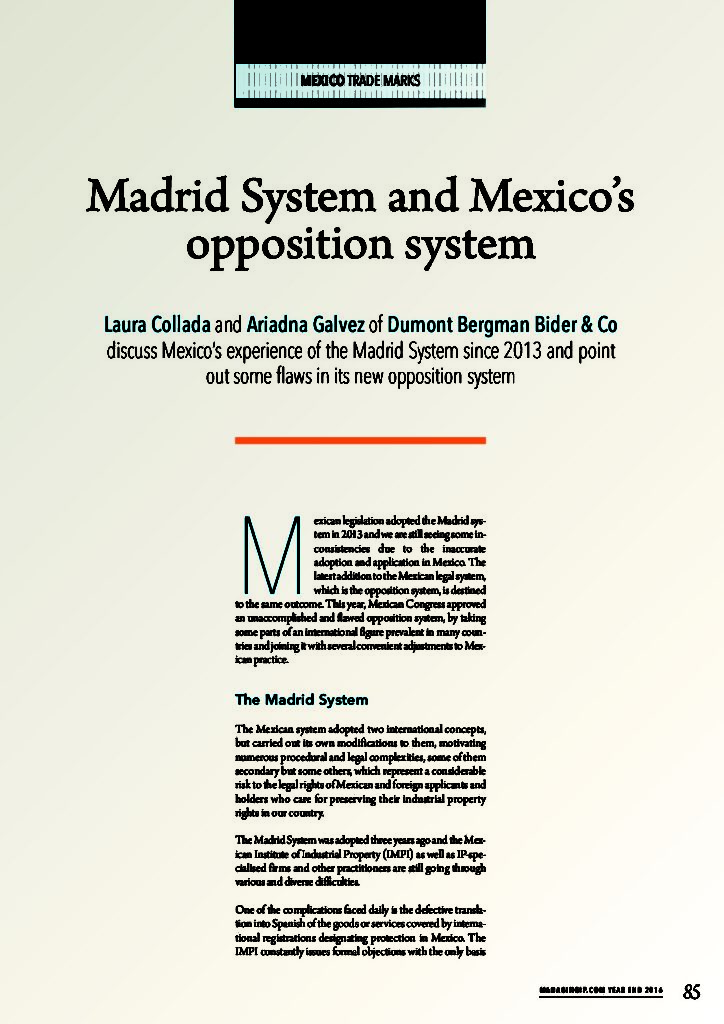 MEXICO TRADE MARKS
Madrid System and Mexico's
opposition system
Laura Collada and Ariadna Galvez of Dumont Bergman Bider & Co
discuss Mexico's experience of the Madrid System since 2013 and point
out some flaws in its new opposition system
Mexican legislation adopted the Madrid sys-
tem in 2013 and we are still seeing some in-
consistencies due to the inaccurate
adoption and application in Mexico. The
latest addition to the Mexican legal system,
which is the opposition system, is destined
to the same outcome. This year, Mexican Congress approved
an unaccomplished and flawed opposition system, by taking
some parts of an international figure prevalent in many coun-
tries and joining it with several convenient adjustments to Mex-
ican practice.
The Madrid System
The Mexican system adopted two international concepts,
but carried out its own modifications to them, motivating
numerous procedural and legal complexities, some of them
secondary but some others, which represent a considerable
risk to the legal rights of Mexican and foreign applicants and
holders who care for preserving their industrial property
rights in our country.
The Madrid System was adopted three years ago and the Mex-
ican Institute of Industrial Property (IMPI) as well as IP-spe-
cialised firms and other practitioners are still going through
various and diverse difficulties.
One of the complications faced daily is the defective transla-
tion into Spanish of the goods or services covered by interna-
tional registrations designating protection in Mexico. The
IMPI constantly issues formal objections with the only basis
MANAGINGIP.COM YEAR END 2016 85